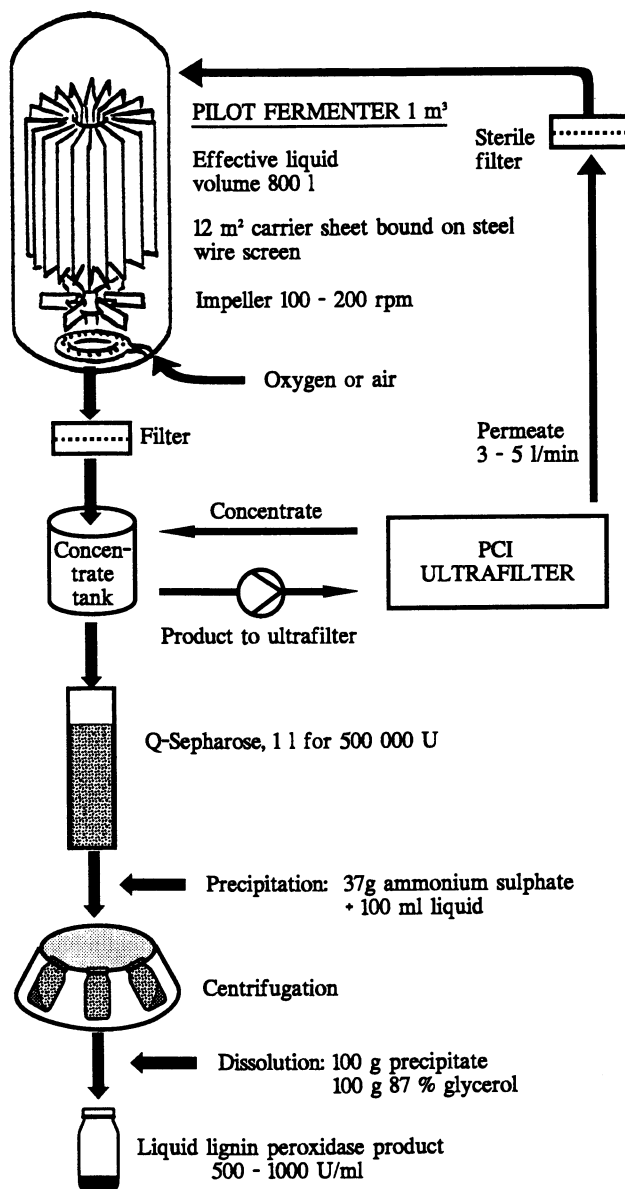 PILOT FERMENTER 1 m³
Sterile
filter
Effective liquid
volume 800 l
12 m² carrier sheet bound on steel
wire screen
Impeller 100 - 200 rpm
Oxygen or air
Filter
Permeate
3 - 5 l/min
Concentrate
Concen-
trate
tank
PCI
ULTRAFILTER
Product to ultrafilter
Q-Sepharose, 1 l for 500 000 U
Precipitation: 37g ammonium sulphate
+ 100 ml liquid
Centrifugation
Dissolution: 100 g precipitate
100 g 87 % glycerol
Liquid lignin peroxidase product
500 - 1000 U/ml